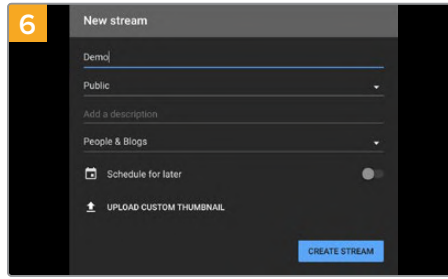 6
New stream
Demo
Public
Add a description
People & Blogs
Schedule for later
UPLOAD CUSTOM THUMBNAIL
CREATE STREAM